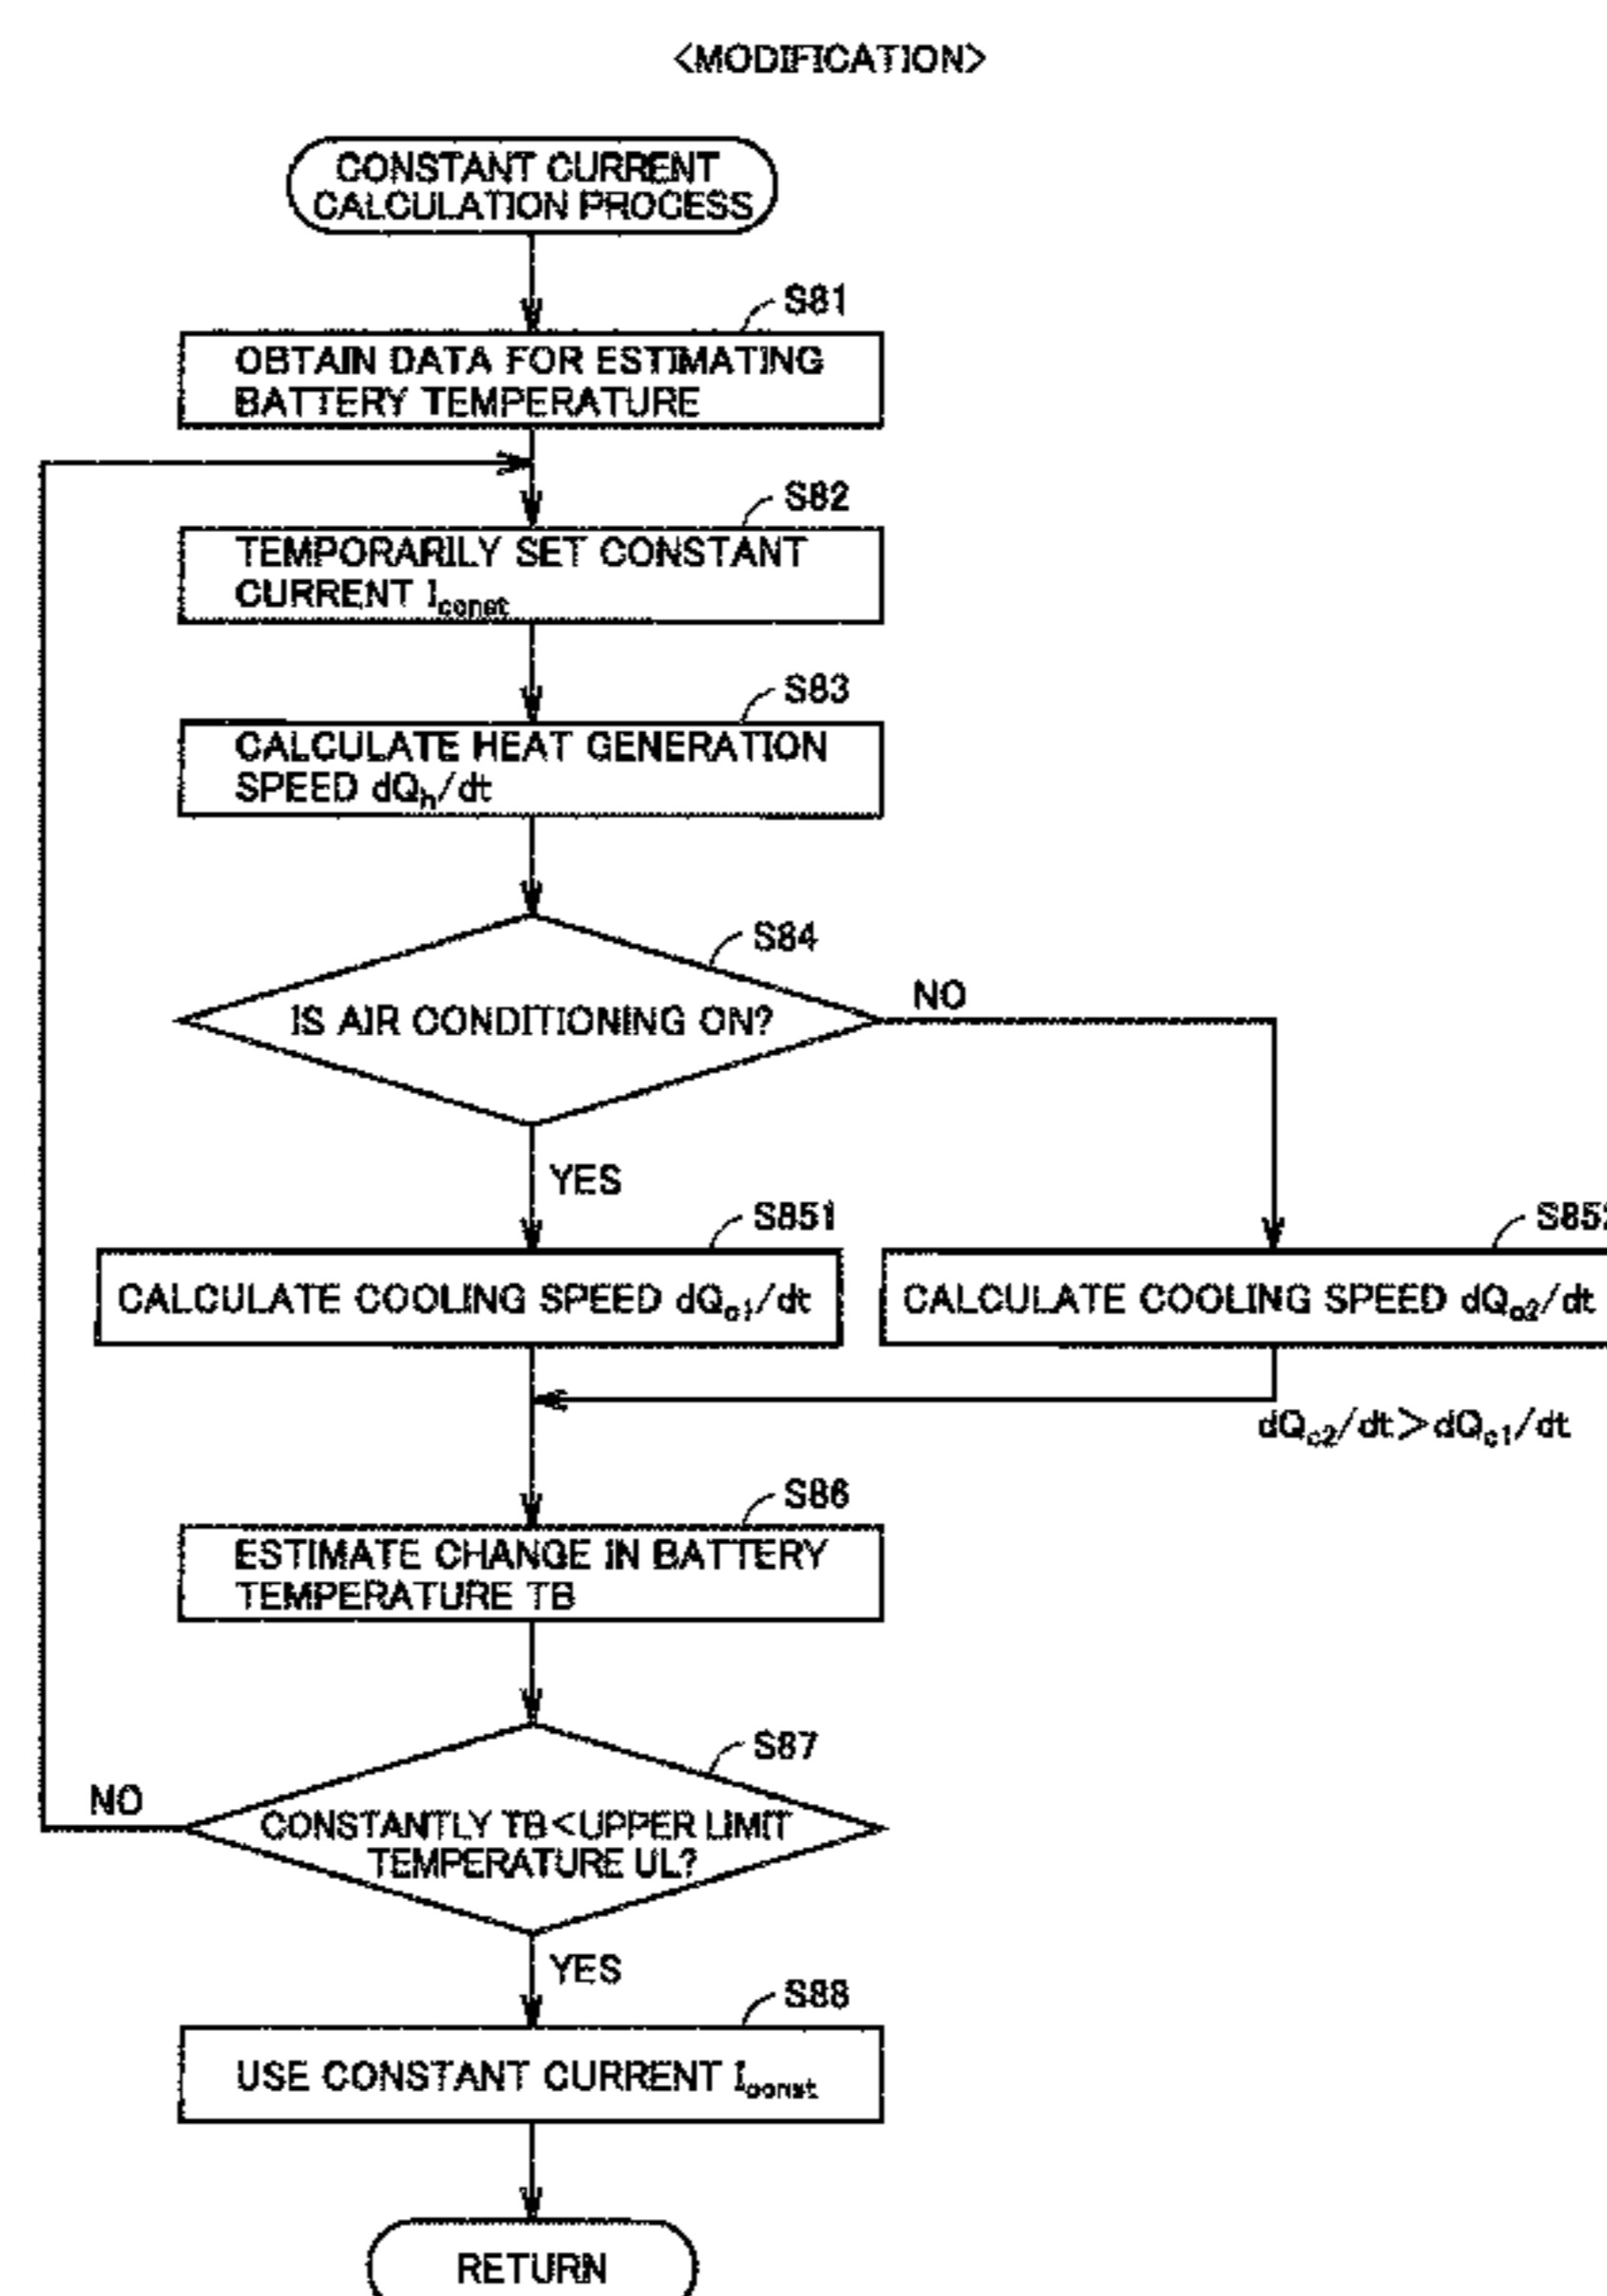 <MODIFICATION>
CONSTANT CURRENT
CALCULATION PROCESS
S81
OBTAIN DATA FOR ESTIMATING
BATTERY TEMPERATURE
S82
TEMPORARILY SET CONSTANT
CURRENT Iconst
S83
CALCULATE HEAT GENERATION
SPEED dQh/dt
S84
IS AIR CONDITIONING ON?
NO
YES
S851
CALCULATE COOLING SPEED dQc1/dt
S852
CALCULATE COOLING SPEED dQc2/dt
dQc2/dt>dQc1/dt
S86
ESTIMATE CHANGE IN BATTERY
TEMPERATURE TB
S87
NO
CONSTANTLY TB<UPPER LIMIT
TEMPERATURE UL?
YES
S88
USE CONSTANT CURRENT Iconst
RETURN